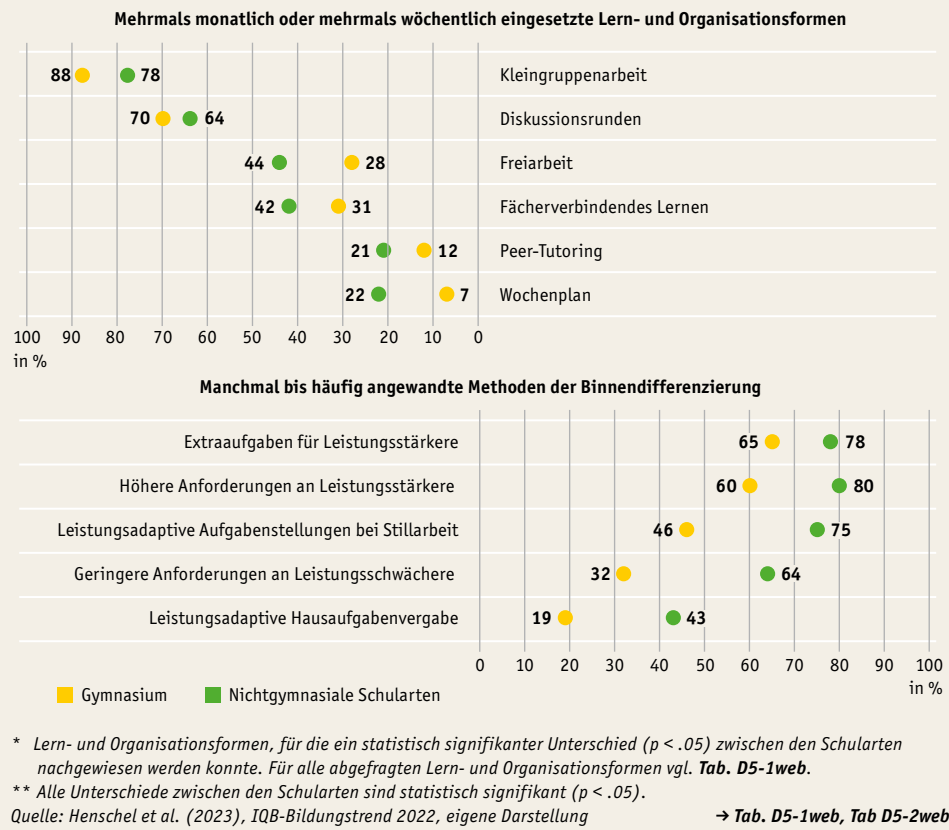 Mehrmals monatlich oder mehrmals wöchentlich eingesetzte Lern- und Organisationsformen
88 78 Kleingruppenarbeit
70 64 Diskussionsrunden
44 28 Freiarbeit
42 31 Fächerverbindendes Lernen
21 12 Peer-Tutoring
22 7 Wochenplan
100 90 80 70 60 50 40 30 20 10 0
in %
Manchmal bis häufig angewandte Methoden der Binnendifferenzierung
Extraaufgaben für Leistungsstärkere 65 78
Höhere Anforderungen an Leistungsstärkere 60 80
Leistungsadaptive Aufgabenstellungen bei Stillarbeit 46 75
Geringere Anforderungen an Leistungsschwächere 32 64
Leistungsadaptive Hausaufgabenvergabe 19 43
0 10 20 30 40 50 60 70 80 90 100
in %
Gymnasium Nichtgymnasiale Schularten
* Lern- und Organisationsformen, für die ein statistisch signifikanter Unterschied (p < .05) zwischen den Schularten
nachgewiesen werden konnte. Für alle abgefragten Lern- und Organisationsformen vgl. Tab. D5-1web.
** Alle Unterschiede zwischen den Schularten sind statistisch signifikant (p < .05).
Quelle: Henschel et al. (2023), IQB-Bildungstrend 2022, eigene Darstellung → Tab. D5-1web, Tab D5-2web